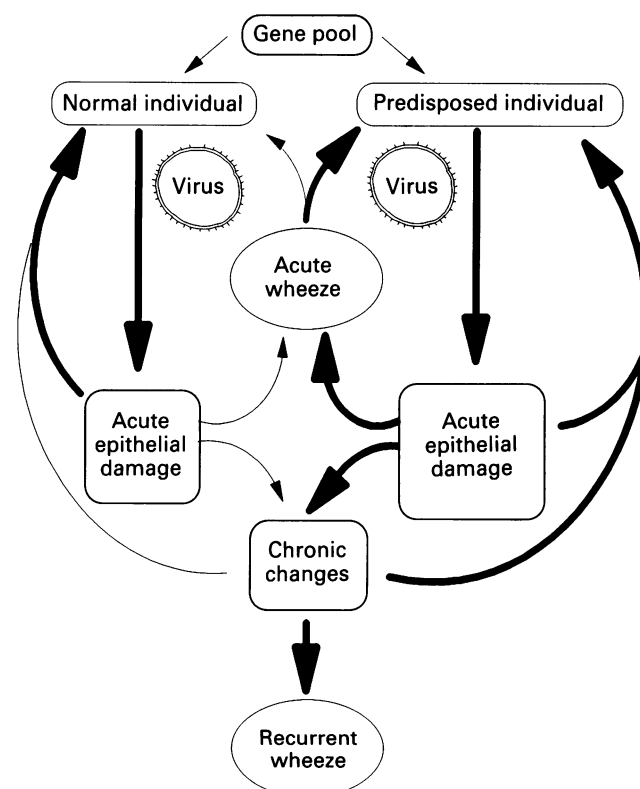 Gene pool
Normal individual
Predisposed individual
Virus
Virus
Acute
wheeze
Acute
epithelial
damage
Acute
epithelial
damage
Chronic
changes
Recurrent
wheeze